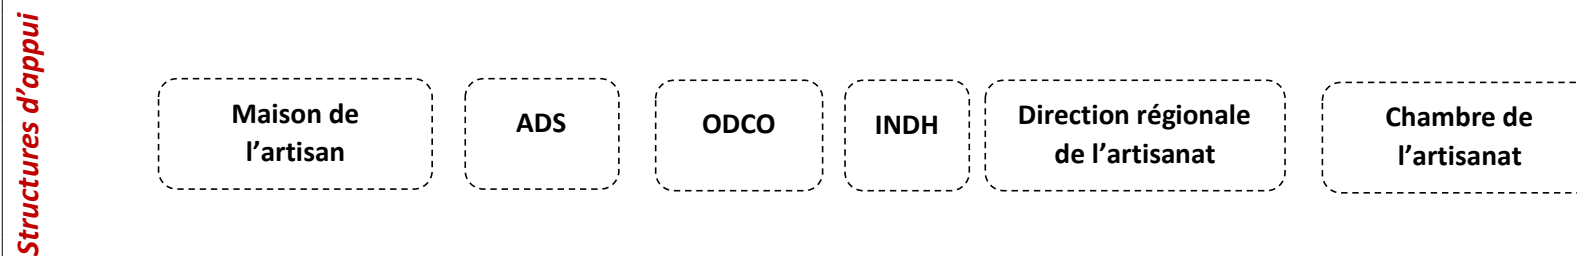 Structures d’appui
Maison de
l’artisan
ADS
ODCO
INDH
Direction régionale
de l’artisanat
Chambre de
l’artisanat